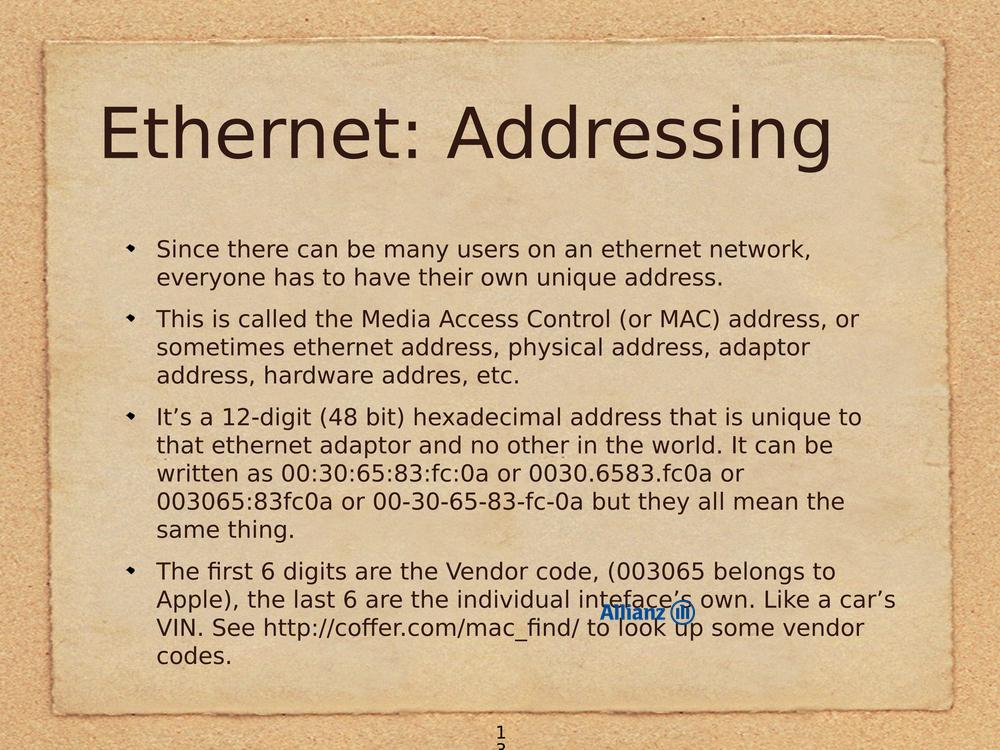 Ethernet: Addressing
Since there can be many users on an ethernet network,
everyone has to have their own unique address.
This is called the Media Access Control (or MAC) address, or
sometimes ethernet address, physical address, adaptor
address, hardware addres, etc.
It’s a 12-digit (48 bit) hexadecimal address that is unique to
that ethernet adaptor and no other in the world. It can be
written as 00:30:65:83:fc:0a or 0030.6583.fc0a or
003065:83fc0a or 00-30-65-83-fc-0a but they all mean the
same thing.
The first 6 digits are the Vendor code, (003065 belongs to
Apple), the last 6 are the individual inteface’s own. Like a car’s
Allianz
VIN. See http://coffer.com/mac_find/ to look up some vendor
codes.
1